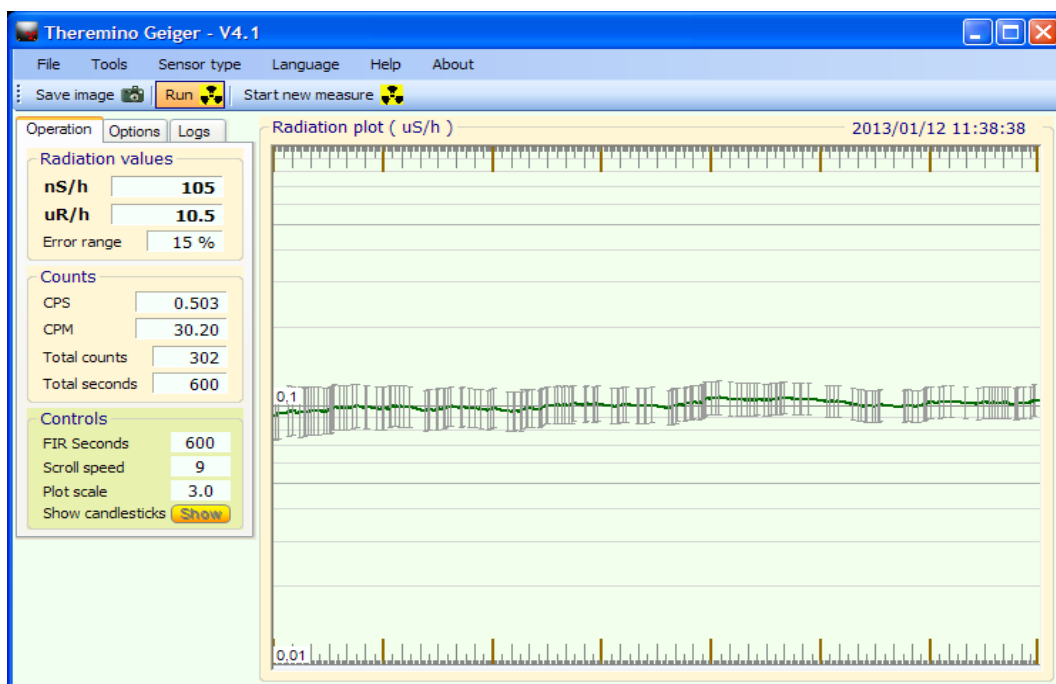 Theremino Geiger - V4.1
File Tools Sensor type Language Help About
Save image Run Start new measure
Operation Options Logs
Radiation values
nS/h 105
uR/h 10.5
Error range 15 %
Counts
CPS 0.503
CPM 30.20
Total counts 302
Total seconds 600
Controls
FIR Seconds 600
Scroll speed 9
Plot scale 3.0
Show candlesticks Show
Radiation plot ( uS/h ) 2013/01/12 11:38:38
0,1
0,01